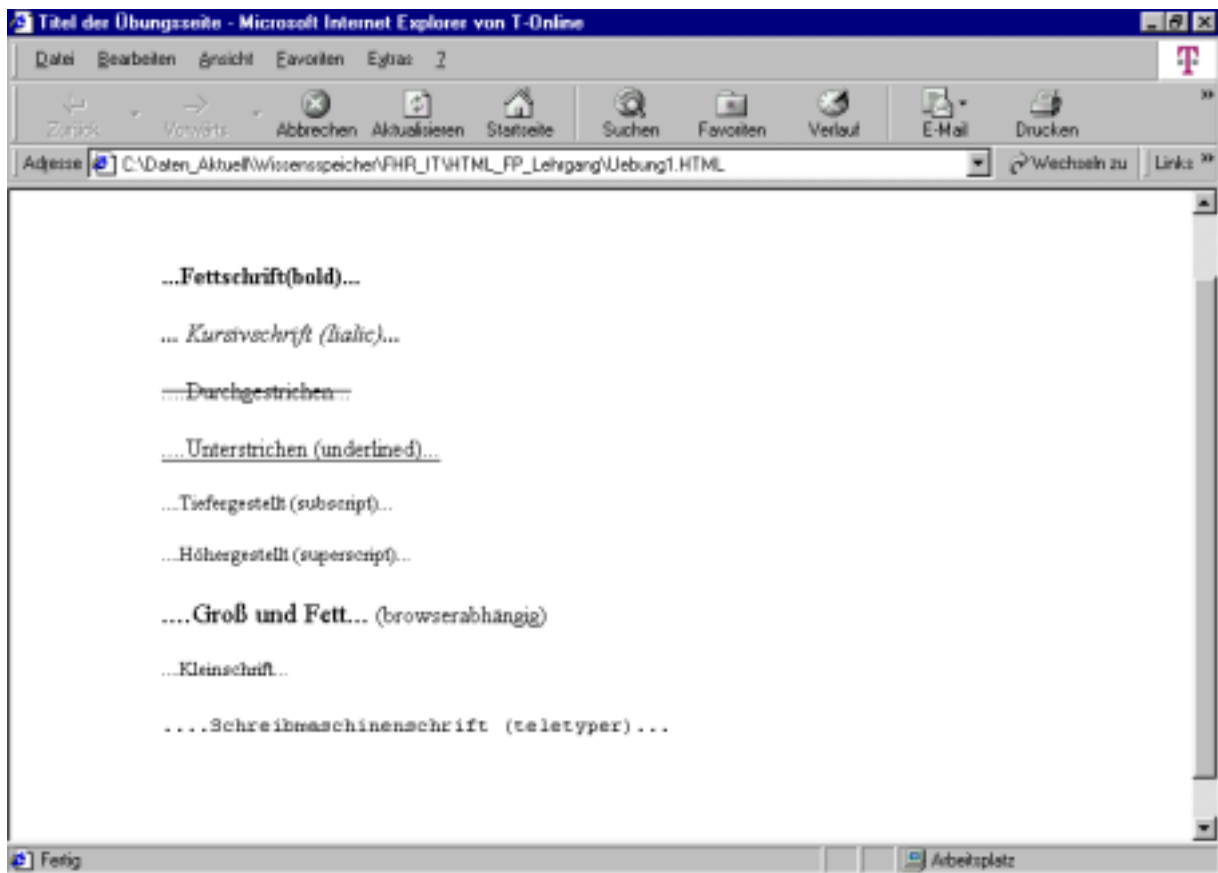 Titel der Übungsseite - Microsoft Internet Explorer von T-Online
Datei Bearbeiten Ansicht Favoriten Extras ?
T
Zurück Vorwärts Abbrechen Aktualisieren Startseite Suchen Favoriten Verlauf E-Mail Drucken »
Adresse C:\Daten_Aktuell\Wissensspeicher\FHR_IT\HTML_FP_Lehrgang\Uebung1.HTML Wechseln zu Links »
...Fettschrift(bold)...
... Kursivschrift (Italic)...
....Durchgestrichen...
....Unterstrichen (underlined)...
....Tiefergestellt (subscript)...
....Höhergestellt (superscript)...
....Groß und Fett... (browserabhängig)
....Kleinschrift...
....Schreibmaschinenschrift (teletyper)...
Fertig Arbeitsplatz